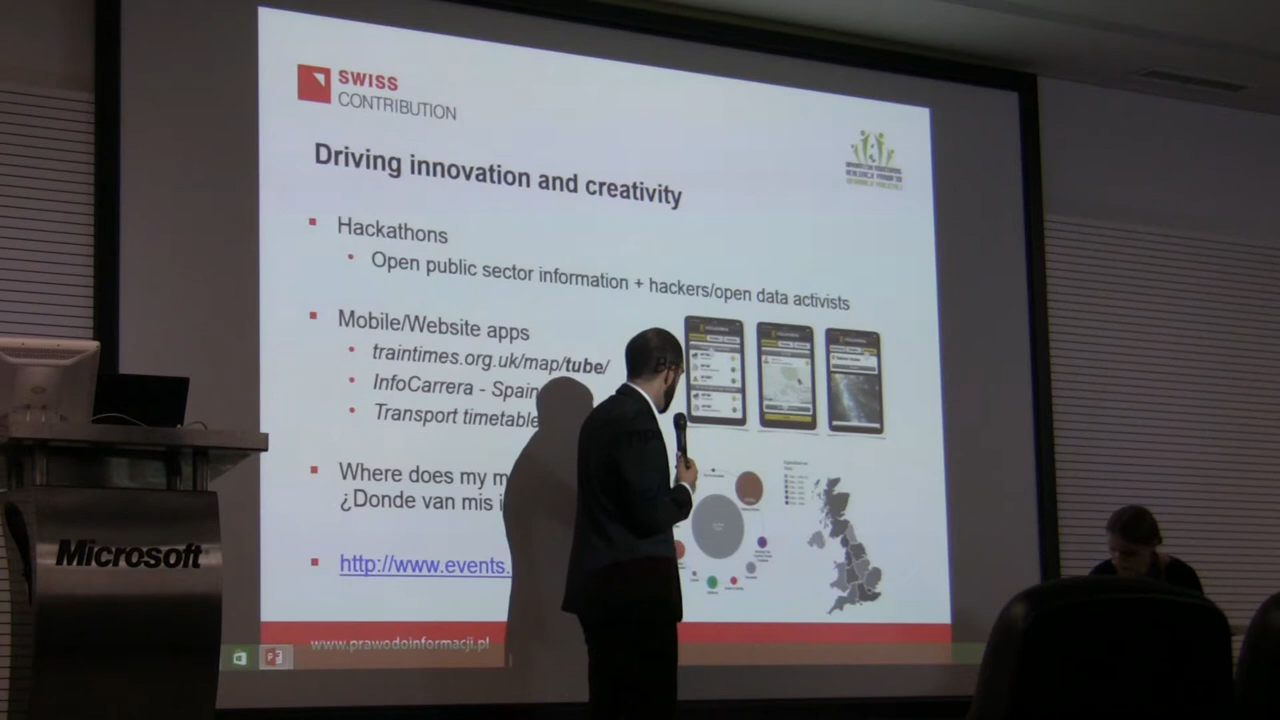 SWISS
CONTRIBUTION
Driving innovation and creativity
Hackathons
Open public sector information + hackers/open data activists
Mobile/Website apps
traintimes.org.uk/map/tube/
InfoCarrera - Spain
Transport timetable
Where does my
¿Donde van mis
http://www.events.
www.prawodoinformacji.pl
Microsoft